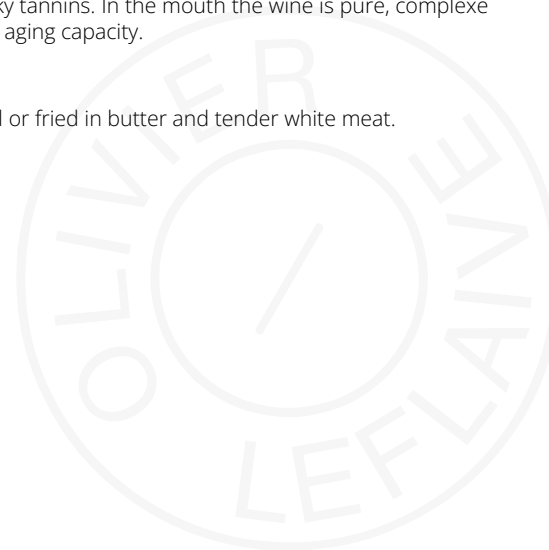 tannins. In the mouth the wine is pure, complexe
aging capacity.
or fried in butter and tender white meat.
OLIVIER
LEFLAIVE